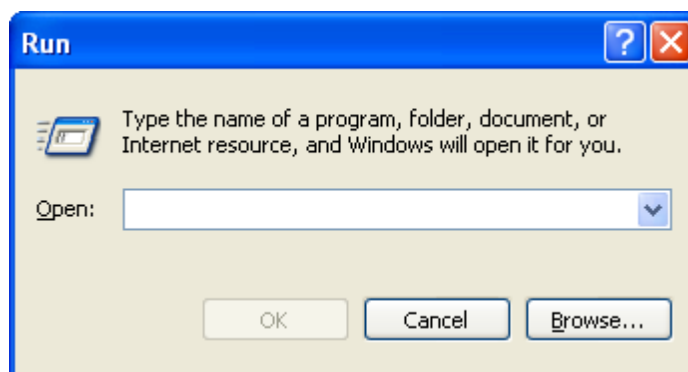 Run
Type the name of a program, folder, document, or
Internet resource, and Windows will open it for you.
Open:
OK
Cancel
Browse...